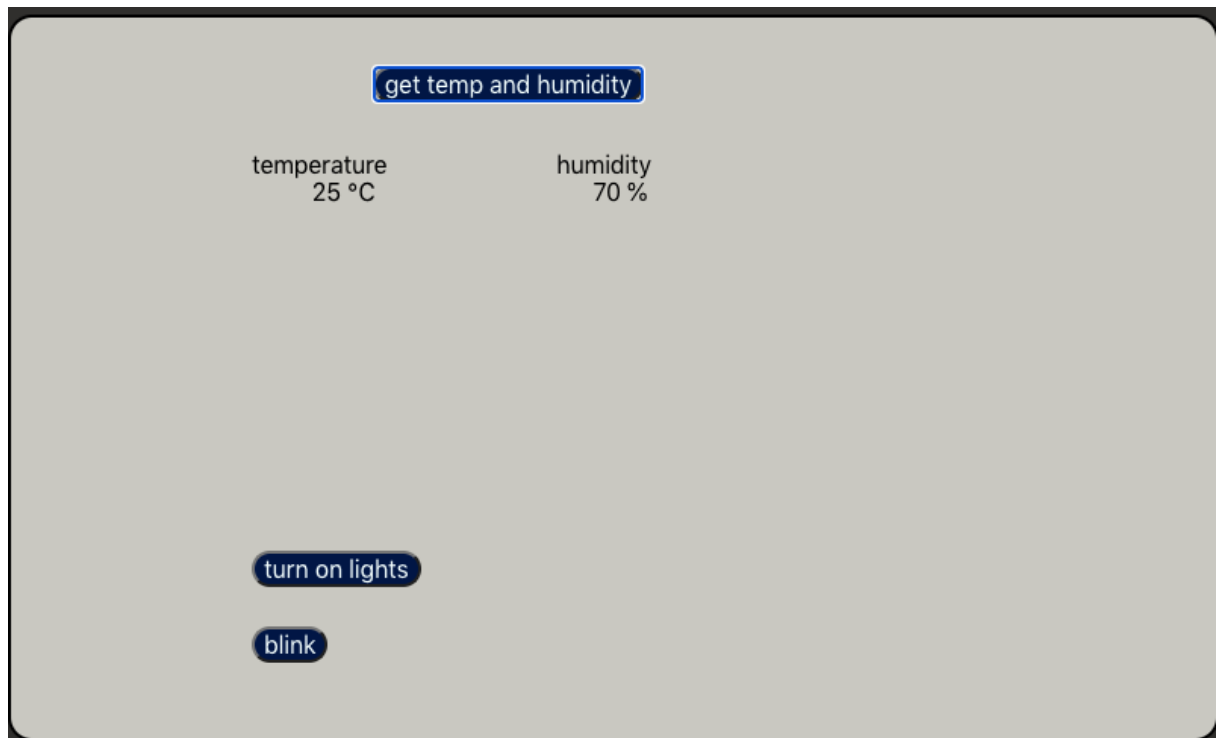 get temp and humidity
temperature humidity
25 °C 70 %
turn on lights
blink